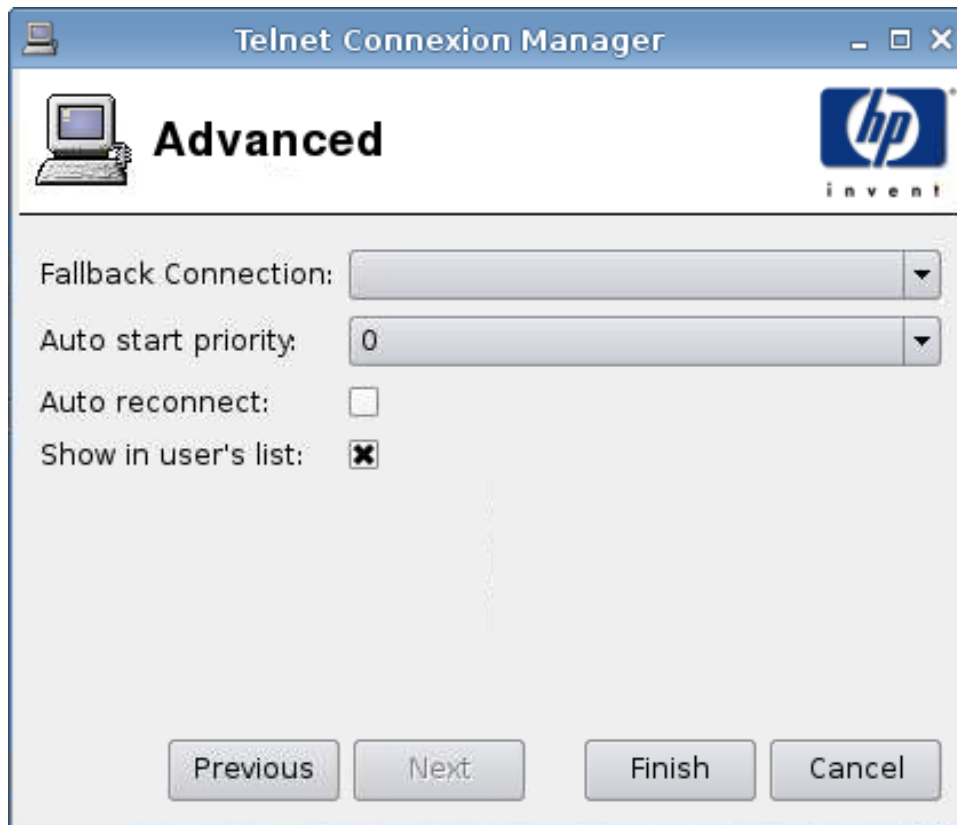 Telnet Connexion Manager
Advanced
hp
invent
Fallback Connection:
Auto start priority: 0
Auto reconnect:
Show in user's list:
Previous Next Finish Cancel